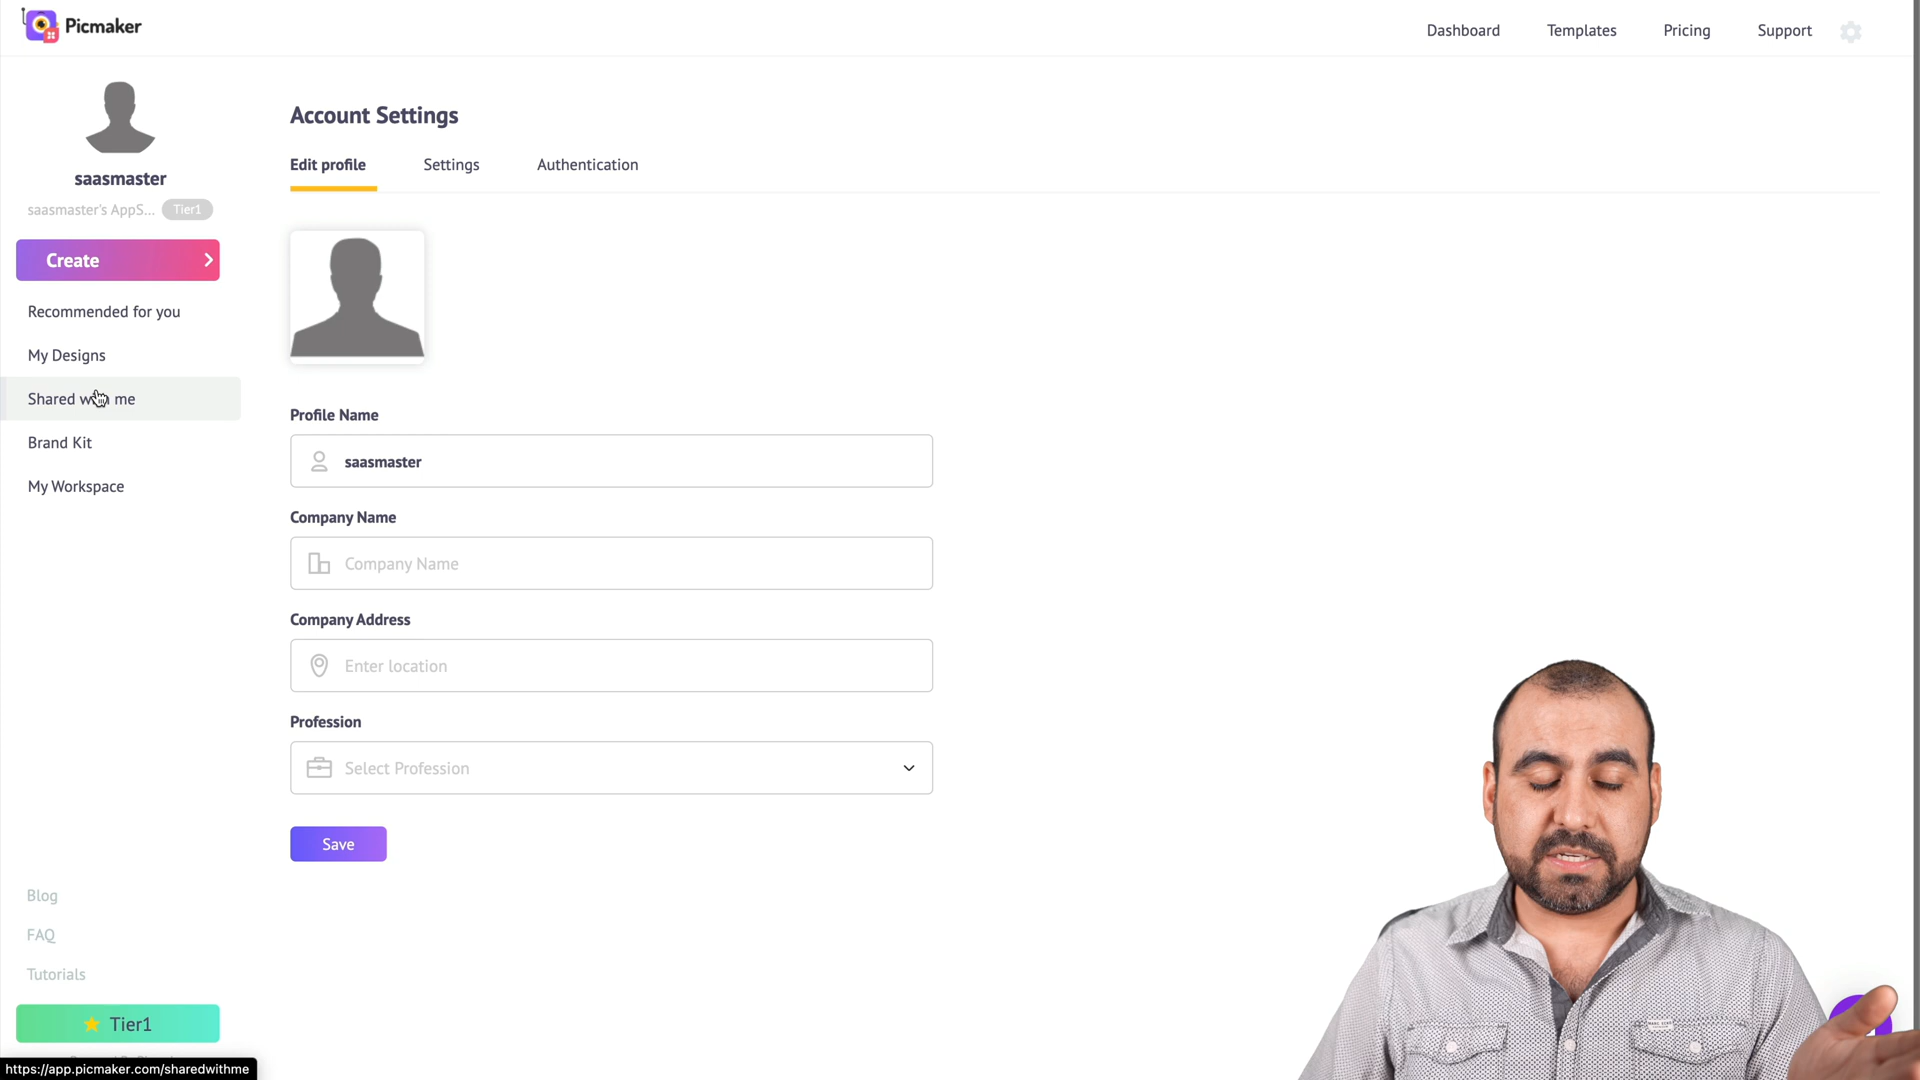 Picmaker
Dashboard
Templates
Pricing
Support
saasmaster
saasmaster's AppS...
Tier1
Create
Recommended for you
My Designs
Shared me
Brand Kit
My Workspace
Account Settings
Edit profile
Settings
Authentication
Profile Name
saasmaster
Company Name
Company Name
Company Address
Enter location
Profession
Select Profession
Save
Blog
FAQ
Tutorials
Tier1
https://app.picmaker.com/sharedwithme